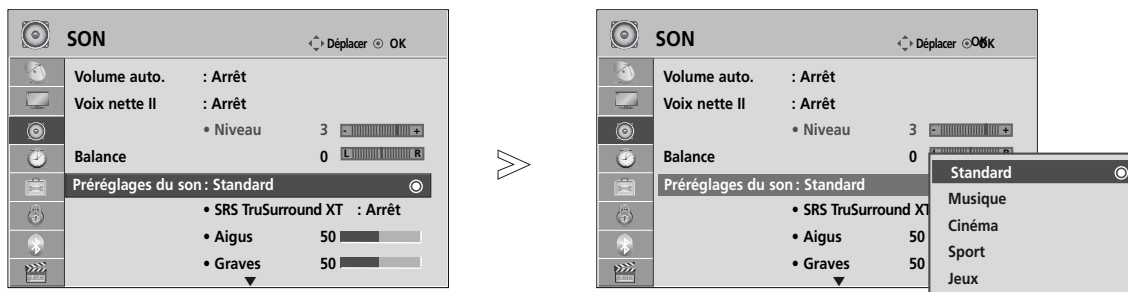 SON
Déplacer OK
Volume auto. : Arrêt
Voix nette II : Arrêt
• Niveau 3 - +
Balance 0 L R
Préréglages du son : Standard
• SRS TruSurround XT : Arrêt
• Aigus 50
• Graves 50
SON
Déplacer OK
Volume auto. : Arrêt
Voix nette II : Arrêt
• Niveau 3 - +
Balance 0 L R
Préréglages du son : Standard
• SRS TruSurround XT
• Aigus 50
• Graves 50
Standard
Musique
Cinéma
Sport
Jeux